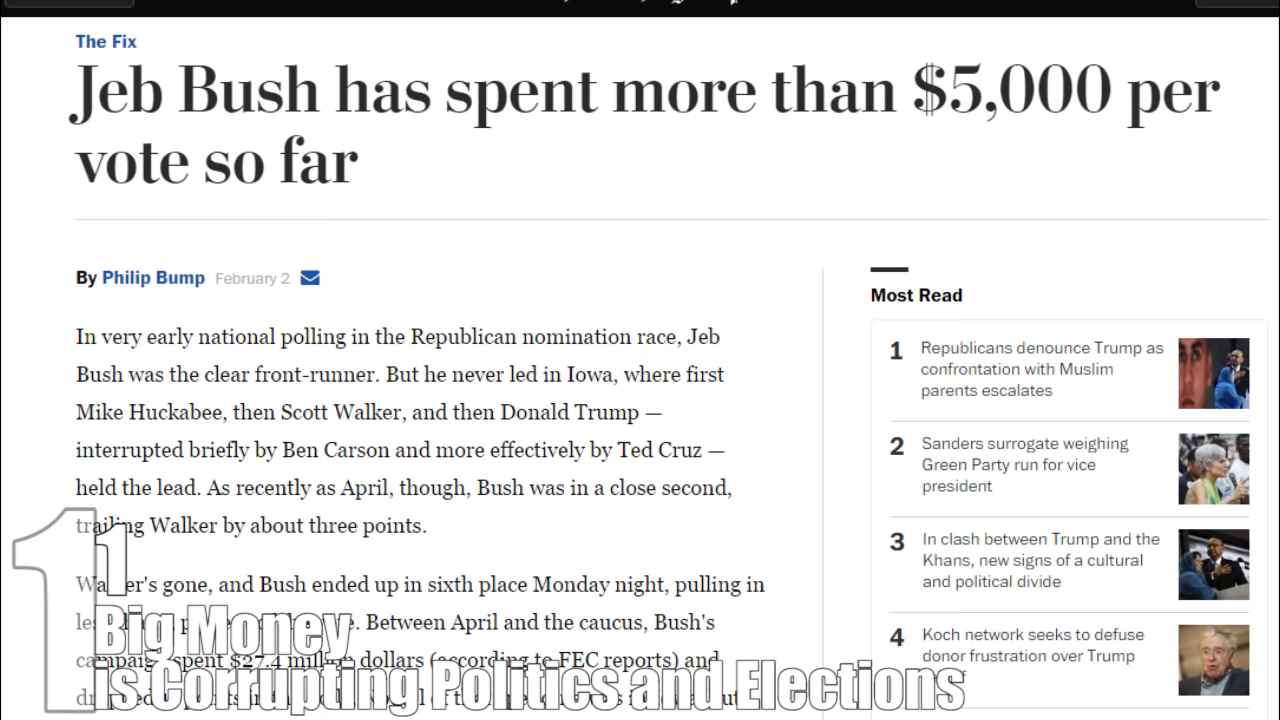 The Fix
Jeb Bush has spent more than $5,000 per
vote so far
By Philip Bump February 2
In very early national polling in the Republican nomination race, Jeb
Bush was the clear front-runner. But he never led in Iowa, where first
Mike Huckabee, then Scott Walker, and then Donald Trump —
interrupted briefly by Ben Carson and more effectively by Ted Cruz —
held the lead. As recently as April, though, Bush was in a close second,
trailing Walker by about three points.
Walker's gone, and Bush ended up in sixth place Monday night, pulling in
Between April and the caucus, Bush's
campaign spent $27.4 million dollars (according to FEC reports) and
Most Read
1 Republicans denounce Trump as
confrontation with Muslim
parents escalates
2 Sanders surrogate weighing
Green Party run for vice
president
3 In clash between Trump and the
Khans, new signs of a cultural
and political divide
4 Koch network seeks to defuse
donor frustration over Trump
1
1
Big Money
is Corrupting Politics and Elections